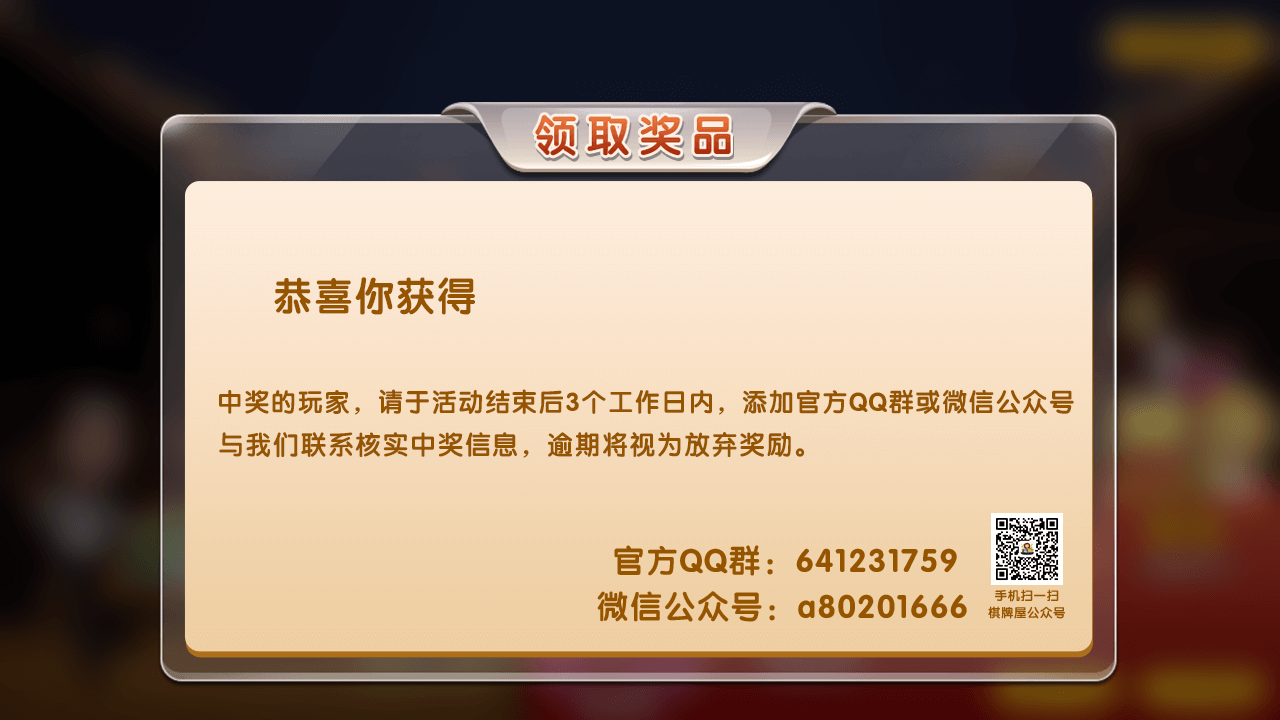 领取奖品
恭喜你获得
中奖的玩家，请于活动结束后3个工作日内，添加官方QQ群或微信公众号
与我们联系核实中奖信息，逾期将视为放弃奖励。
官方QQ群：641231759
微信公众号：a80201666
手机扫一扫
棋牌屋公众号